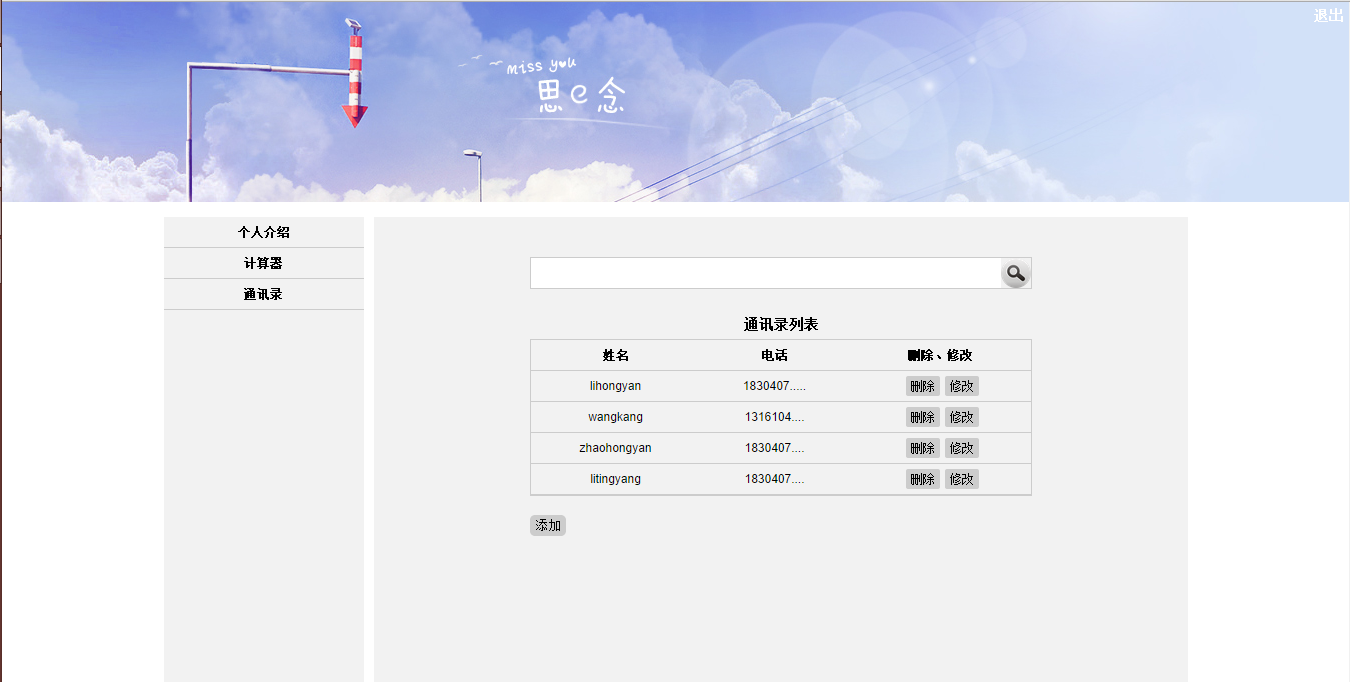 退出
miss you
思e念
个人介绍
计算器
通讯录
通讯录列表
姓名 电话 删除、修改
lihongyan 1830407..... 删除 修改
wangkang 1316104.... 删除 修改
zhaohongyan 1830407.... 删除 修改
litingyang 1830407.... 删除 修改
添加